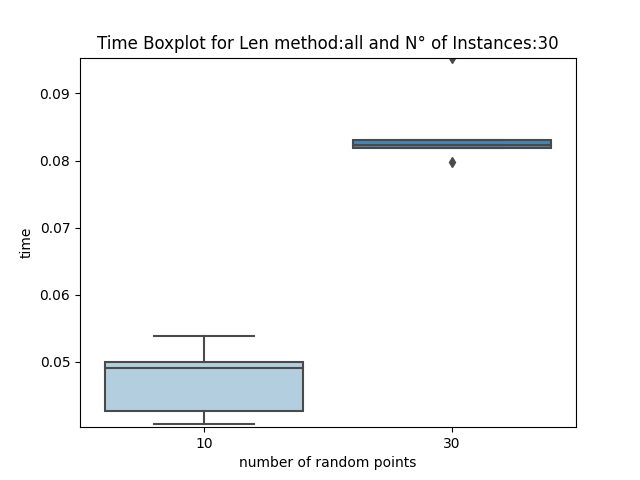 Time Boxplot for Len method:all and N° of Instances:30
0.09
0.08
0.07
0.06
0.05
time
10
30
number of random points